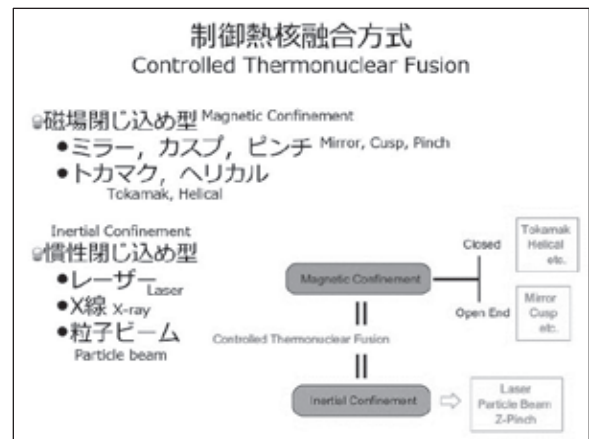 制御熱核融合方式
Controlled Thermonuclear Fusion
磁場閉じ込め型 Magnetic Confinement
●ミラー，カスプ，ピンチ Mirror, Cusp, Pinch
●トカマク，ヘリカル
Tokamak, Helical
Inertial Confinement
慣性閉じ込め型
●レーザー Laser
●X線 X-ray
●粒子ビーム
Particle beam
Magnetic Confinement
Closed
Tokamak
Helical
etc.
Open End
Mirror
Cusp
etc.
Controlled Thermonuclear Fusion
Inertial Confinement
Laser
Particle Beam
Z-Pinch